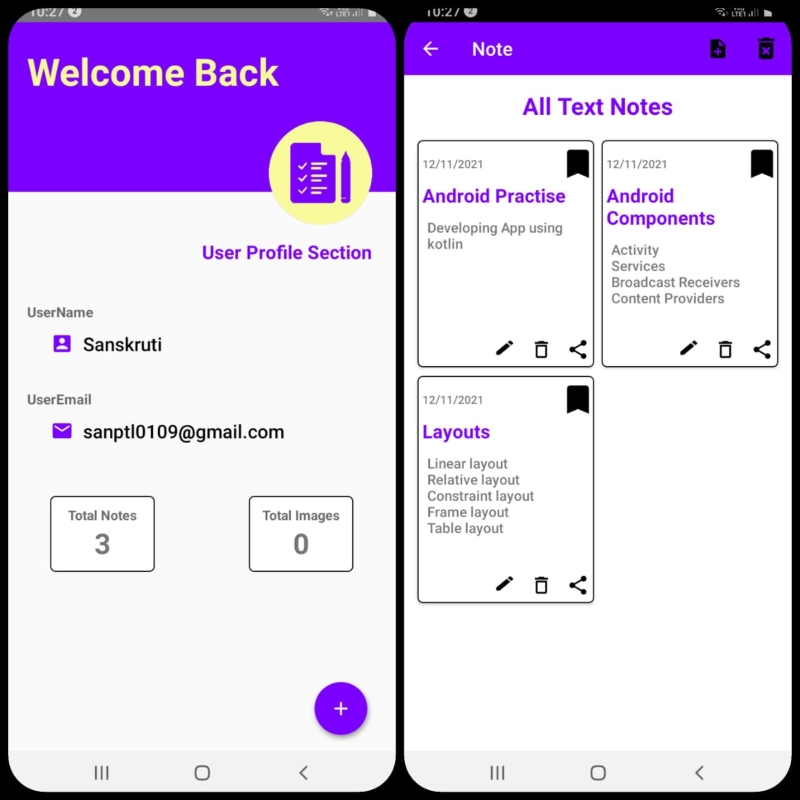 10:27 2
Welcome Back
User Profile Section
UserName
Sanskruti
UserEmail
sanptl0109@gmail.com
Total Notes
3
Total Images
0
+
10:27 2
Note
All Text Notes
12/11/2021
Android Practise
Developing App using
kotlin
12/11/2021
Android
Components
Activity
Services
Broadcast Receivers
Content Providers
12/11/2021
Layouts
Linear layout
Relative layout
Constraint layout
Frame layout
Table layout